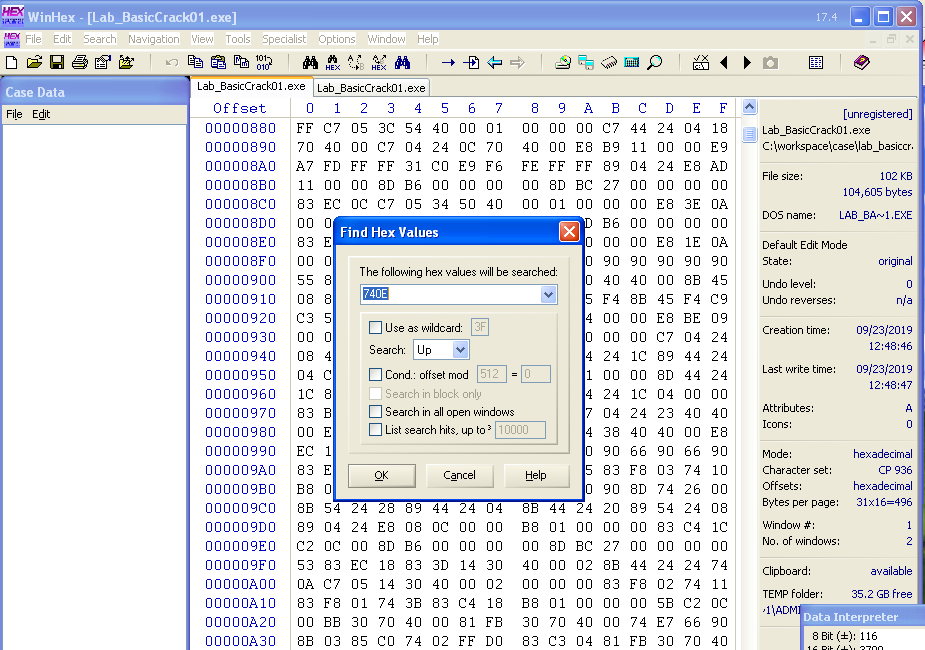 WinHex - [Lab_BasicCrack01.exe]
17.4
File Edit Search Navigation View Tools Specialist Options Window Help
Case Data
File Edit
Lab_BasicCrack01.exe Lab_BasicCrack01.exe
Offset 0 1 2 3 4 5 6 7 8 9 A B C D E F
00000880 FF C7 05 3C 54 40 00 01 00 00 00 C7 44 24 04 18
00000890 70 40 00 C7 04 24 0C 70 40 00 E8 B9 11 00 00 E9
000008A0 A7 FD FF FF 31 C0 E9 F6 FE FF FF 89 04 24 E8 AD
000008B0 11 00 00 8D B6 00 00 00 00 8D BC 27 00 00 00 00
000008C0 83 EC 0C C7 05 34 50 40 00 01 00 00 00 E8 3E 0A
000008D0 00 0 D B6 00 00 00 00
000008E0 83 E 00 00 00 E8 1E 0A
000008F0 00 0 90 90 90 90 90
00000900 55 8 40 00 8B 45
00000910 08 8 5 F4 8B 45 F4 C9
00000920 C3 5 00 E8 BE 09
00000930 00 0 00 C7 04 24
00000940 08 4 4 24 1C 89 44 24
00000950 04 C 1 00 00 8D 44 24
00000960 1C 8 4 24 1C 04 00 00
00000970 83 B 7 04 24 23 40 40
00000980 00 E 4 38 40 40 00 E8
00000990 EC 1 90 66 90 66 90
000009A0 83 E 5 83 F8 03 74 10
000009B0 B8 0 0 90 8D 74 26 00
000009C0 8B 54 24 28 89 44 24 04 8B 44 24 20 89 54 24 08
000009D0 89 04 24 E8 08 0C 00 00 B8 01 00 00 00 83 C4 1C
000009E0 C2 0C 00 8D B6 00 00 00 00 8D BC 27 00 00 00 00
000009F0 53 83 EC 18 83 3D 14 30 40 00 02 8B 44 24 24 74
00000A00 0A C7 05 14 30 40 00 02 00 00 00 83 F8 02 74 11
00000A10 83 F8 01 74 3B 83 C4 18 B8 01 00 00 00 5B C2 0C
00000A20 00 BB 30 70 40 00 81 FB 30 70 40 00 74 E7 66 90
00000A30 8B 03 85 C0 74 02 FF D0 83 C3 04 81 FB 30 70 40
Find Hex Values
The following hex values will be searched:
740E
Use as wildcard: 3F
Search: Up
Cond.: offset mod 512 = 0
Search in block only
Search in all open windows
List search hits, up to ³ 10000
OK Cancel Help
[unregistered]
Lab_BasicCrack01.exe
C:\workspace\case\lab_basiccr
File size: 102 KB
104,605 bytes
DOS name: LAB_BA~1.EXE
Default Edit Mode
State: original
Undo level: 0
Undo reverses: n/a
Creation time: 09/23/2019
12:48:46
Last write time: 09/23/2019
12:48:47
Attributes: A
Icons: 0
Mode: hexadecimal
Character set: CP 936
Offsets: hexadecimal
Bytes per page: 31x16=496
Window #: 1
No. of windows: 2
Clipboard: available
TEMP folder: 35.2 GB free
~1\ADMI
Data Interpreter
8 Bit (±): 116
16 Bit (±): 3700